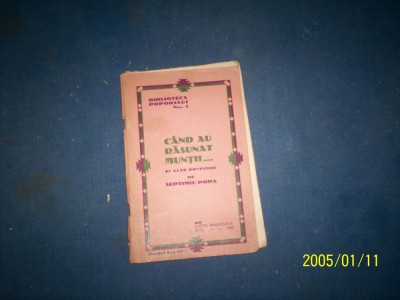 BIBLIOTECA
POPORULUI
No. 1
CÂND AU
RĂSUNAT
MUNȚII...
ȘI ALTE POVESTIRI
DE
SEPTIMIU POPA
2005/01/11